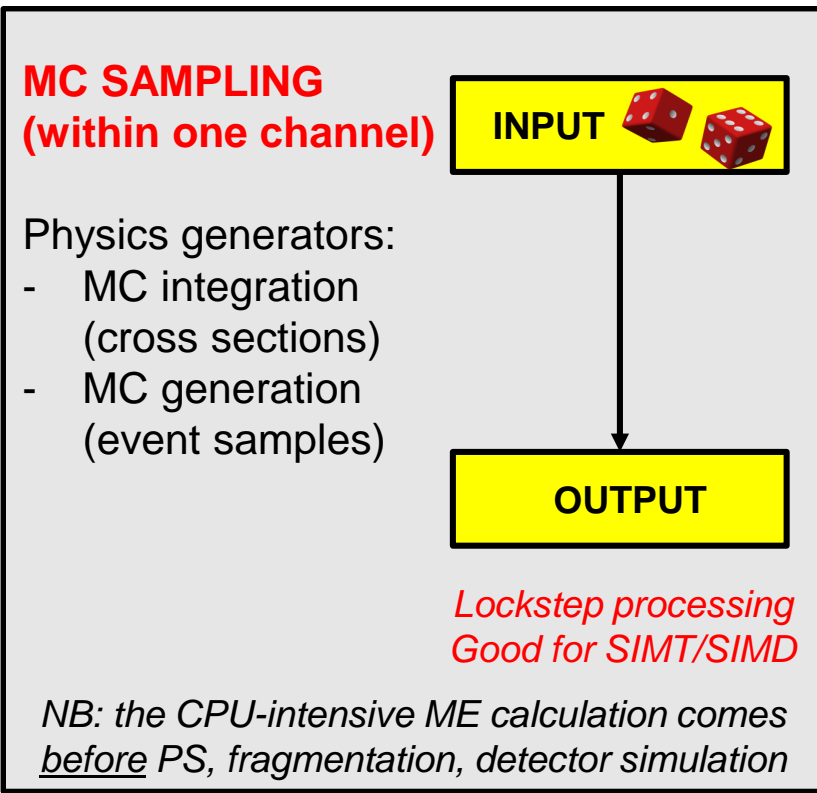 MC SAMPLING
(within one channel)
INPUT
Physics generators:
- MC integration
(cross sections)
- MC generation
(event samples)
OUTPUT
Lockstep processing
Good for SIMT/SIMD
NB: the CPU-intensive ME calculation comes
before PS, fragmentation, detector simulation